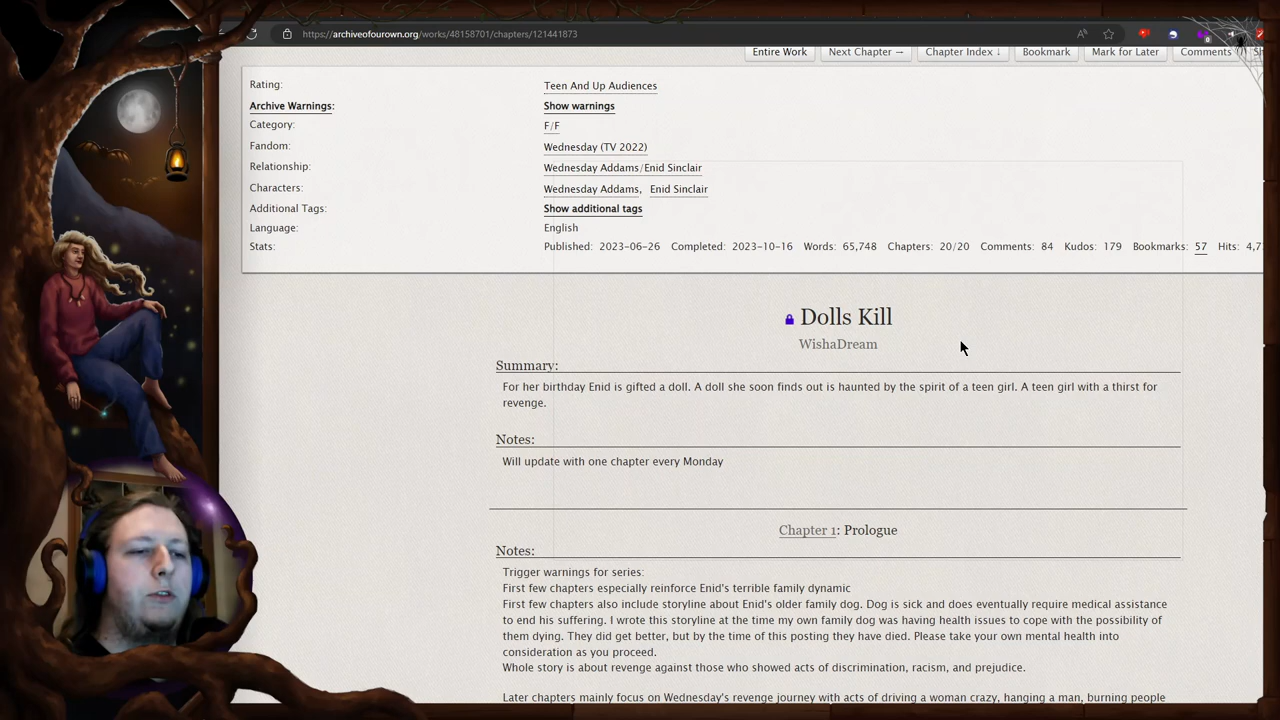 https://archiveofourown.org/works/48158701/chapters/121441873
Entire Work Next Chapter → Chapter Index ↓ Bookmark Mark for Later Comments
Rating: Teen And Up Audiences
Archive Warnings: Show warnings
Category: F/F
Fandom: Wednesday (TV 2022)
Relationship: Wednesday Addams/Enid Sinclair
Characters: Wednesday Addams, Enid Sinclair
Additional Tags: Show additional tags
Language: English
Stats: Published: 2023-06-26 Completed: 2023-10-16 Words: 65,748 Chapters: 20/20 Comments: 84 Kudos: 179 Bookmarks: 57 Hits:
Dolls Kill
WishaDream
Summary:
For her birthday Enid is gifted a doll. A doll she soon finds out is haunted by the spirit of a teen girl. A teen girl with a thirst for
revenge.
Notes:
Will update with one chapter every Monday
Chapter 1: Prologue
Notes:
Trigger warnings for series:
First few chapters especially reinforce Enid's terrible family dynamic
First few chapters also include storyline about Enid's older family dog. Dog is sick and does eventually require medical assistance
to end his suffering. I wrote this storyline at the time my own family dog was having health issues to cope with the possibility of
them dying. They did get better, but by the time of this posting they have died. Please take your own mental health into
consideration as you proceed.
Whole story is about revenge against those who showed acts of discrimination, racism, and prejudice.
Later chapters mainly focus on Wednesday's revenge journey with acts of driving a woman crazy, hanging a man, burning people